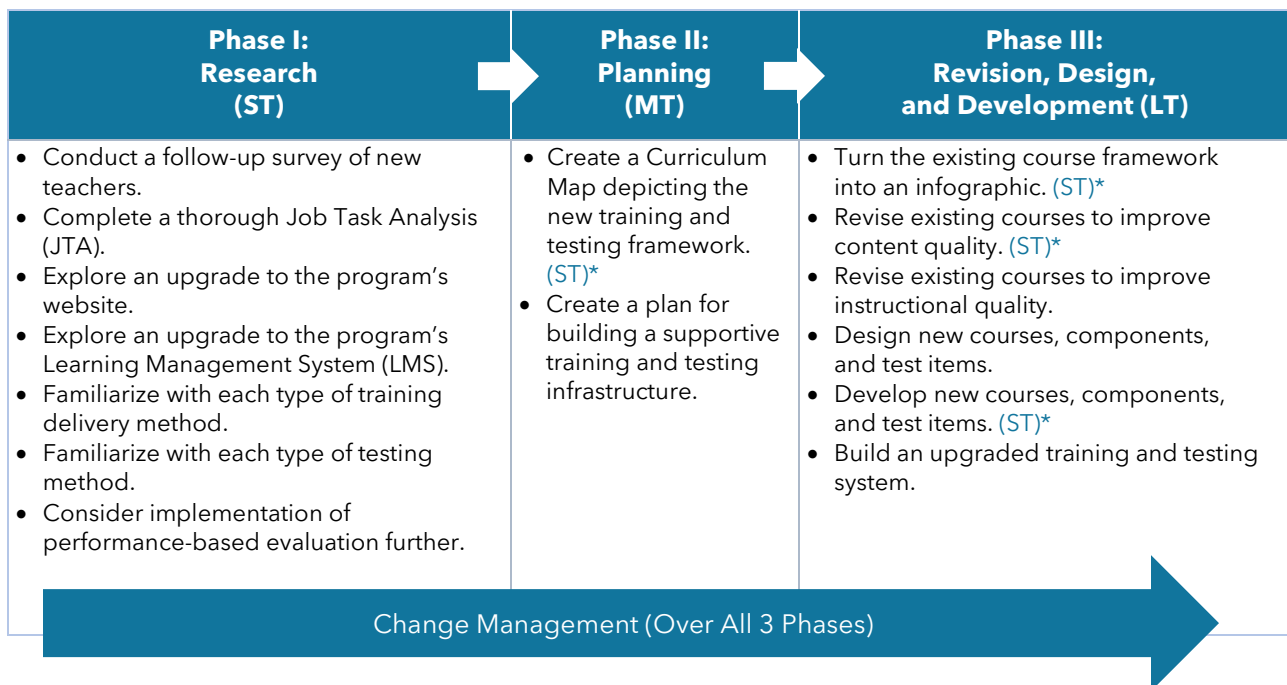 Phase I:
Research
(ST)
Phase II:
Planning
(MT)
Phase III:
Revision, Design,
and Development (LT)
• Conduct a follow-up survey of new
teachers.
• Complete a thorough Job Task Analysis
(JTA).
• Explore an upgrade to the program’s
website.
• Explore an upgrade to the program’s
Learning Management System (LMS).
• Familiarize with each type of training
delivery method.
• Familiarize with each type of testing
method.
• Consider implementation of
performance-based evaluation further.
• Create a Curriculum
Map depicting the
new training and
testing framework.
(ST)*
• Create a plan for
building a supportive
training and testing
infrastructure.
• Turn the existing course framework
into an infographic. (ST)*
• Revise existing courses to improve
content quality. (ST)*
• Revise existing courses to improve
instructional quality.
• Design new courses, components,
and test items.
• Develop new courses, components,
and test items. (ST)*
• Build an upgraded training and testing
system.
Change Management (Over All 3 Phases)